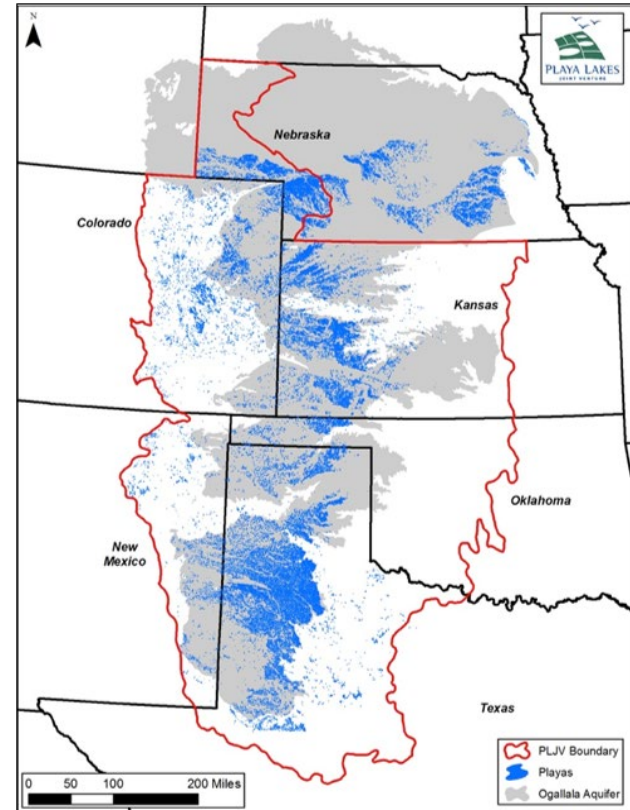 N
PLAYA LAKES
JOINT VENTURE
Nebraska
Colorado
Kansas
Oklahoma
New
Mexico
Texas
PLJV Boundary
Playas
Ogallala Aquifer
0 50 100 200 Miles